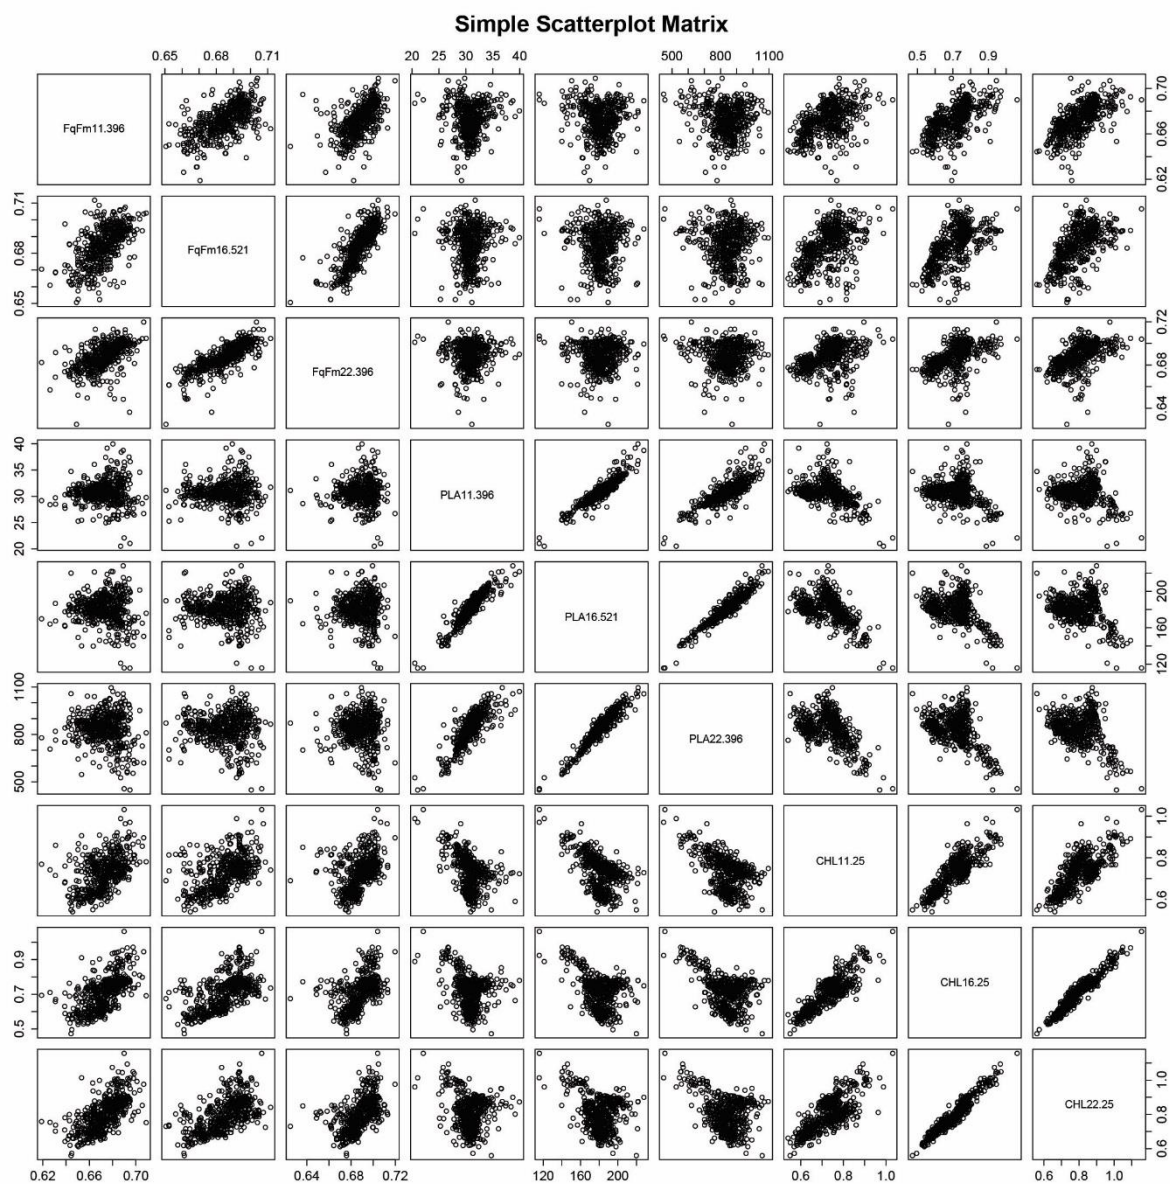 Simple Scatterplot Matrix
0.65 0.68 0.71 20 25 30 35 40 500 800 1100 0.5 0.7 0.9
FqFm11.396
0.62 0.66 0.70
0.65 0.68 0.71
FqFm16.521
FqFm22.396
0.64 0.68 0.72
20 25 30 35 40
PLA11.396
PLA16.521
120 160 200
500 800 1100
PLA22.396
CHL11.25
0.6 0.8 1.0
0.5 0.7 0.9
CHL16.25
CHL22.25
0.6 0.8 1.0
0.62 0.66 0.70 0.64 0.68 0.72 120 160 200 0.6 0.8 1.0 0.6 0.8 1.0